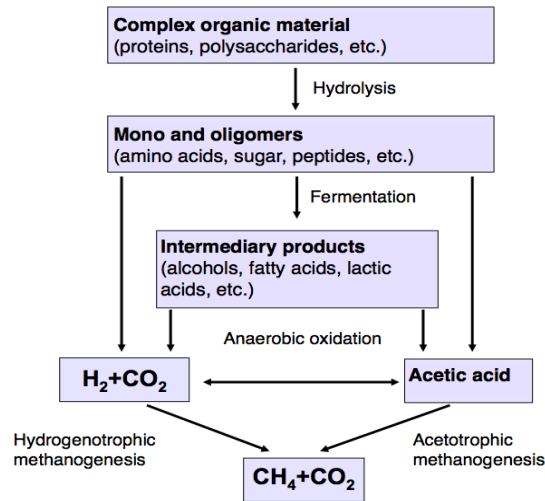 Complex organic material
(proteins, polysaccharides, etc.)
Hydrolysis
Mono and oligomers
(amino acids, sugar, peptides, etc.)
Fermentation
Intermediary products
(alcohols, fatty acids, lactic
acids, etc.)
Anaerobic oxidation
H₂+CO₂
Acetic acid
Hydrogenotrophic
methanogenesis
Acetotrophic
methanogenesis
CH₄+CO₂